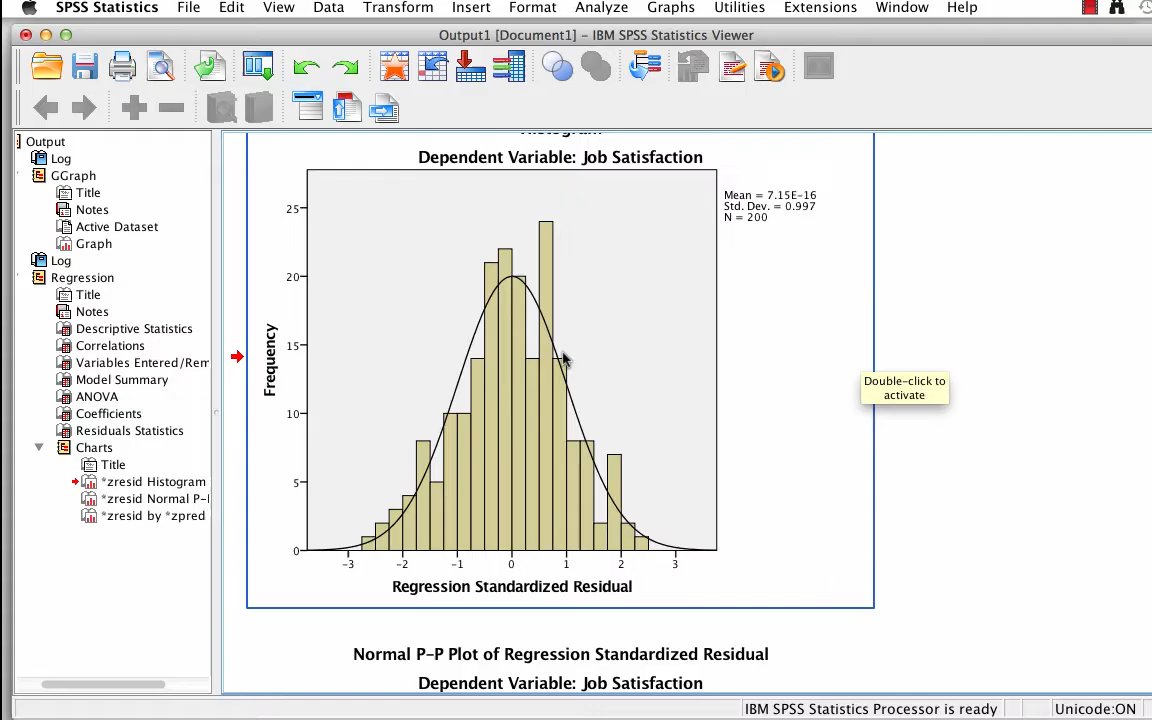 SPSS Statistics File Edit View Data Transform Insert Format Analyze Graphs Utilities Extensions Window Help
Output1 [Document1] – IBM SPSS Statistics Viewer
Output
Log
GGraph
Title
Notes
Active Dataset
Graph
Log
Regression
Title
Notes
Descriptive Statistics
Correlations
Variables Entered/Rem
Model Summary
ANOVA
Coefficients
Residuals Statistics
Charts
Title
*zresid Histogram
*zresid Normal P-
*zresid by *zpred
Histogram
Dependent Variable: Job Satisfaction
Mean = 7.15E-16
Std. Dev. = 0.997
N = 200
25
20
15
10
5
0
Frequency
-3 -2 -1 0 1 2 3
Regression Standardized Residual
Double-click to
activate
Normal P-P Plot of Regression Standardized Residual
Dependent Variable: Job Satisfaction
IBM SPSS Statistics Processor is ready Unicode:ON